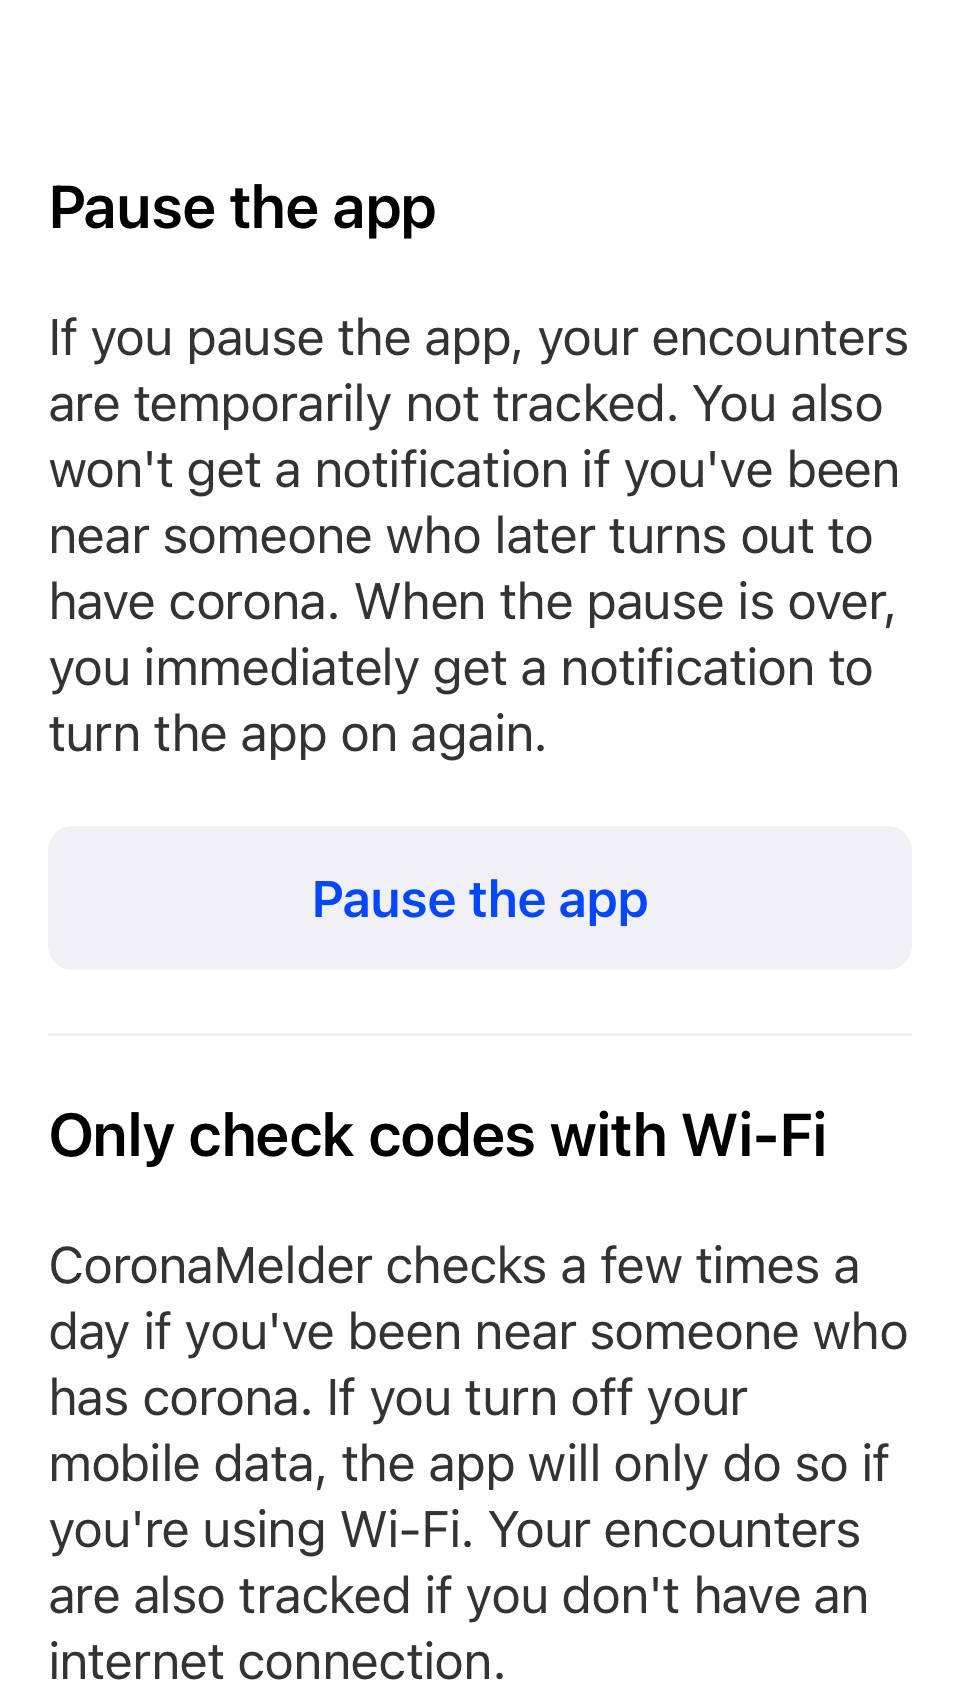 Pause the app
If you pause the app, your encounters
are temporarily not tracked. You also
won't get a notification if you've been
near someone who later turns out to
have corona. When the pause is over,
you immediately get a notification to
turn the app on again.
Pause the app
Only check codes with Wi-Fi
CoronaMelder checks a few times a
day if you've been near someone who
has corona. If you turn off your
mobile data, the app will only do so if
you're using Wi-Fi. Your encounters
are also tracked if you don't have an
internet connection.